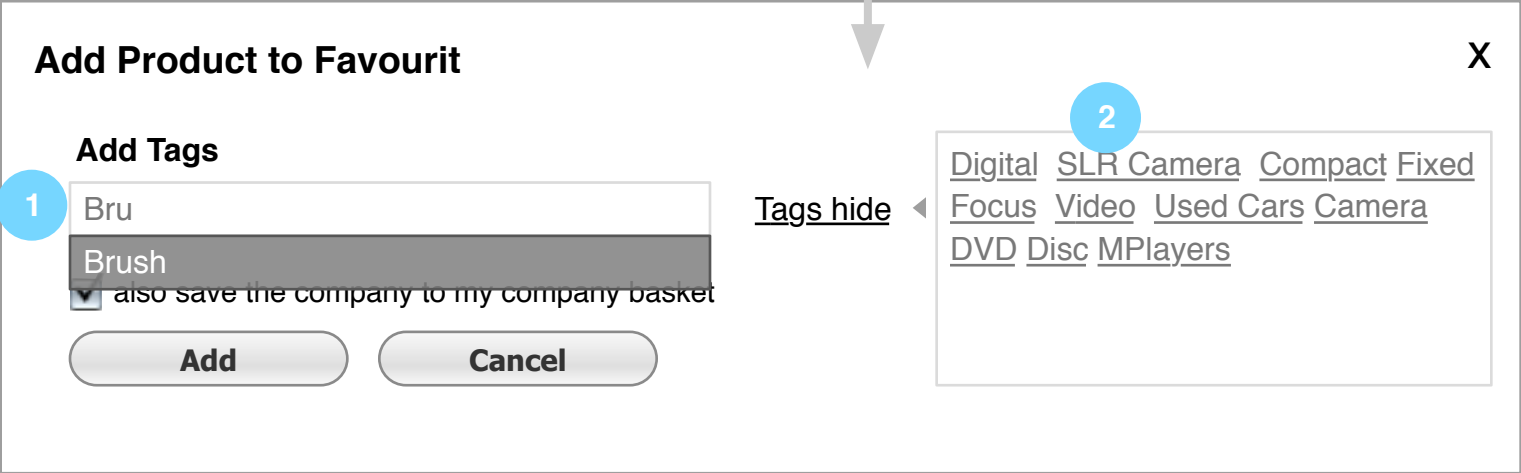 Add Product to Favourit
X
Add Tags
1
Bru
Brush
also save the company to my company basket
Add
Cancel
Tags hide
2
Digital SLR Camera Compact Fixed
Focus Video Used Cars Camera
DVD Disc MPlayers